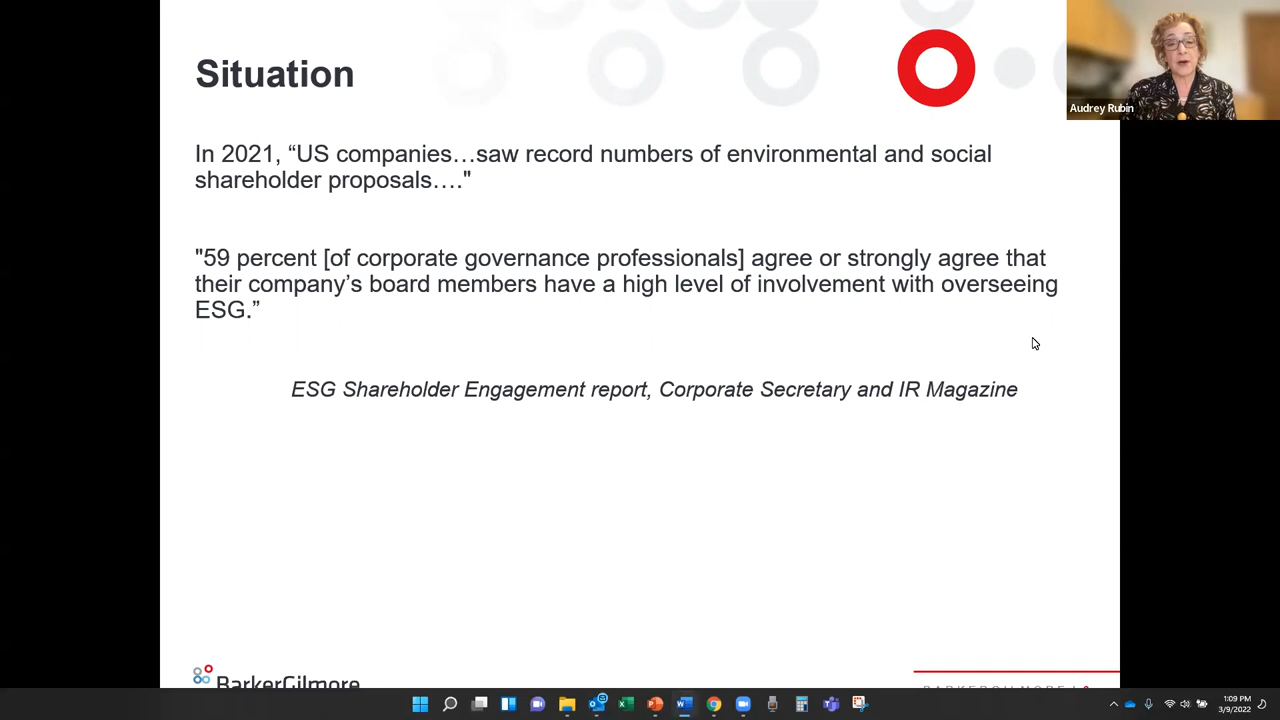 Situation
Audrey Rubin
In 2021, “US companies…saw record numbers of environmental and social
shareholder proposals…."
"59 percent [of corporate governance professionals] agree or strongly agree that
their company’s board members have a high level of involvement with overseeing
ESG.”
ESG Shareholder Engagement report, Corporate Secretary and IR Magazine
BarkerGilmore
1:09 PM
3/9/2022